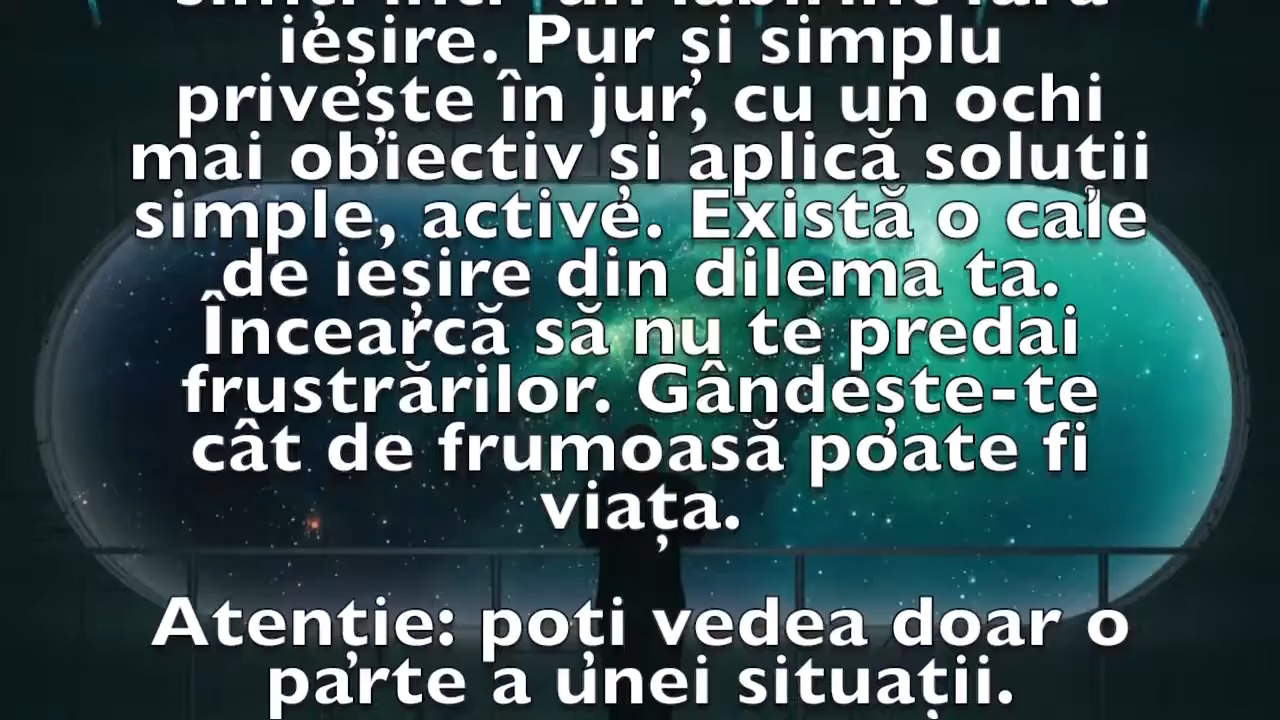 ieșire. Pur și simplu
privește în jur, cu un ochi
mai obiectiv și aplică soluții
simple, active. Există o cale
de ieșire din dilema ta.
Încearcă să nu te predai
frustrărilor. Gândește-te
cât de frumoasă poate fi
viața.
Atenție: poți vedea doar o
parte a unei situații.